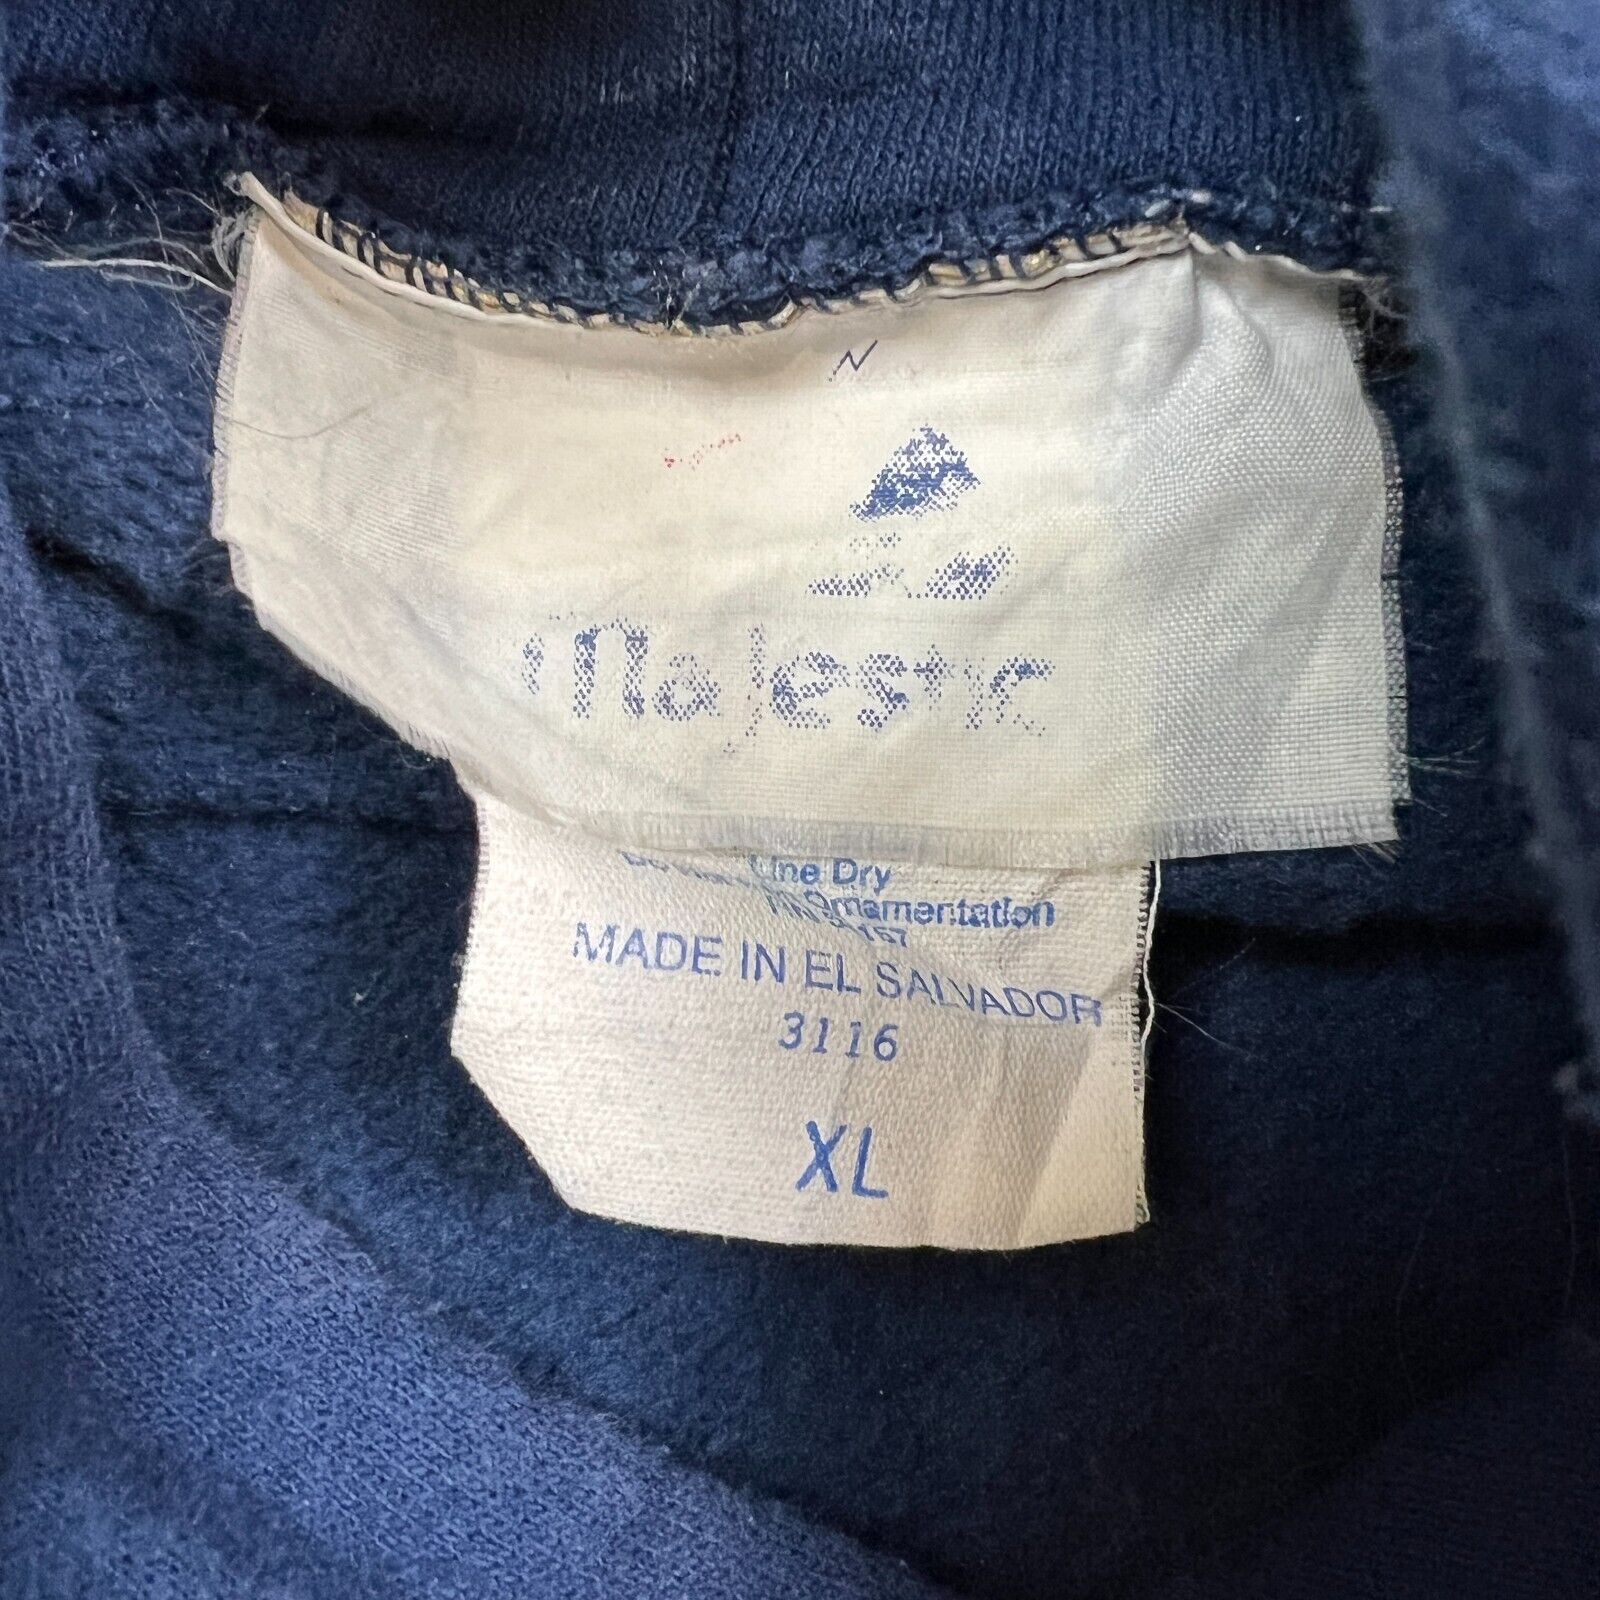 N
Majestic
Line Dry
Ornamentation
MADE IN EL SALVADOR
3116
XL